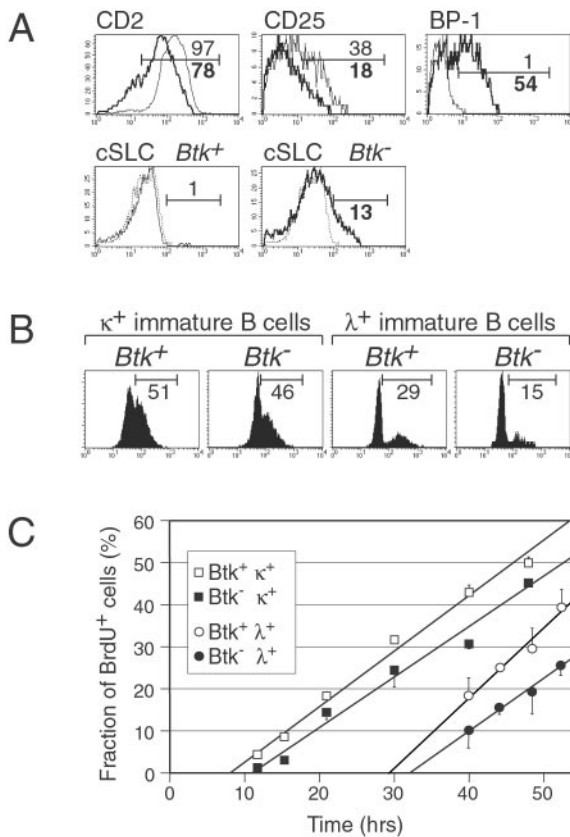 A
CD2 CD25 BP-1
97
78
38
18
1
54
cSLC Btk+ cSLC Btk-
1
13
B
κ+ immature B cells λ+ immature B cells
Btk+ Btk- Btk+ Btk-
51 46 29 15
C
Fraction of BrdU+ cells (%)
60
50
40
30
20
10
0
□ Btk+ κ+
■ Btk- κ+
○ Btk+ λ+
● Btk- λ+
0 10 20 30 40 50
Time (hrs)